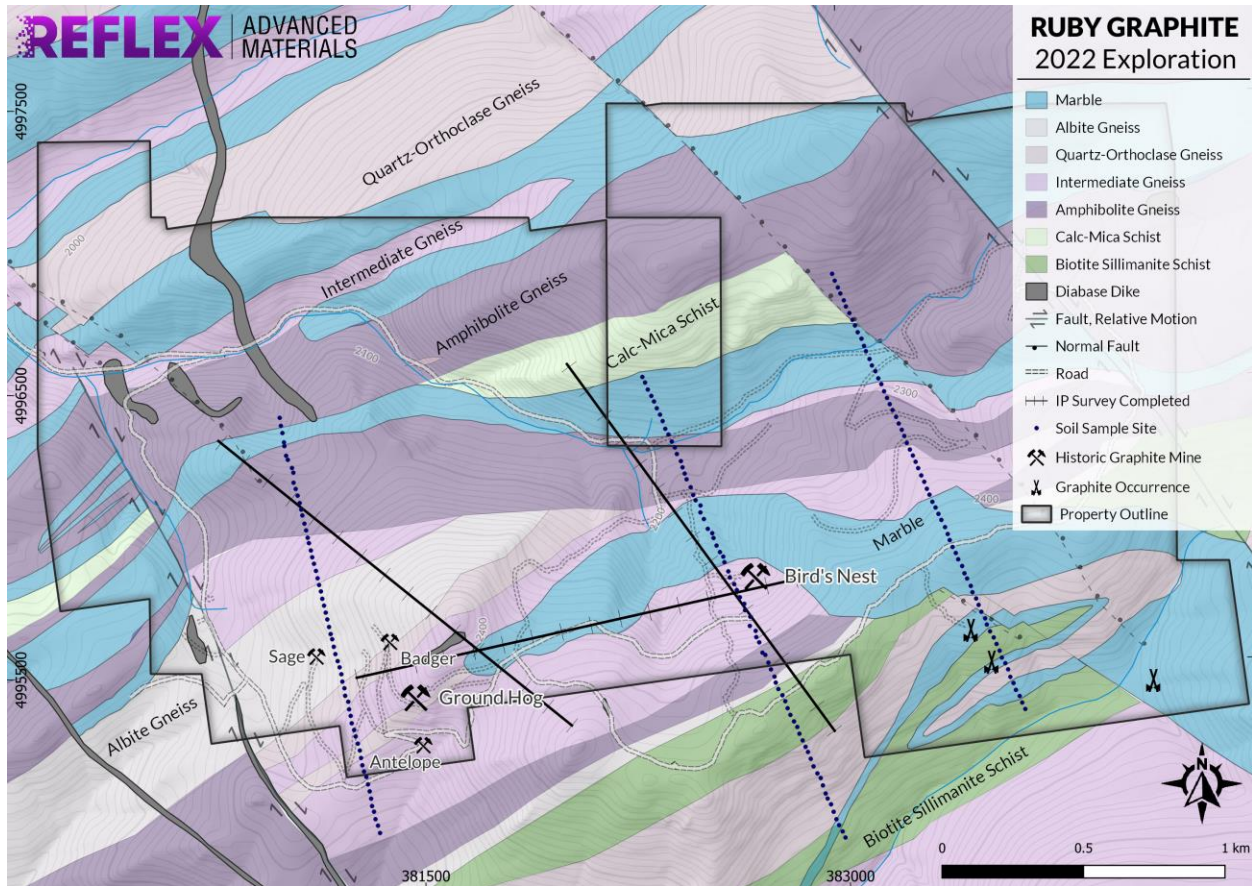 REFLEX
ADVANCED
MATERIALS
RUBY GRAPHITE
2022 Exploration
Marble
Albite Gneiss
Quartz-Orthoclase Gneiss
Intermediate Gneiss
Amphibolite Gneiss
Calc-Mica Schist
Biotite Sillimanite Schist
Diabase Dike
Fault, Relative Motion
Normal Fault
Road
IP Survey Completed
Soil Sample Site
Historic Graphite Mine
Graphite Occurrence
Property Outline
4997500
Quartz-Orthoclase Gneiss
2000
Intermediate Gneiss
Amphibolite Gneiss
Calc-Mica Schist
2100
4996500
2300
2200
2400
Marble
Bird's Nest
2400
Sage
Badger
4995500
Ground Hog
Albite Gneiss
Antelope
Biotite Sillimanite Schist
N
0
0.5
1 km
381500
383000